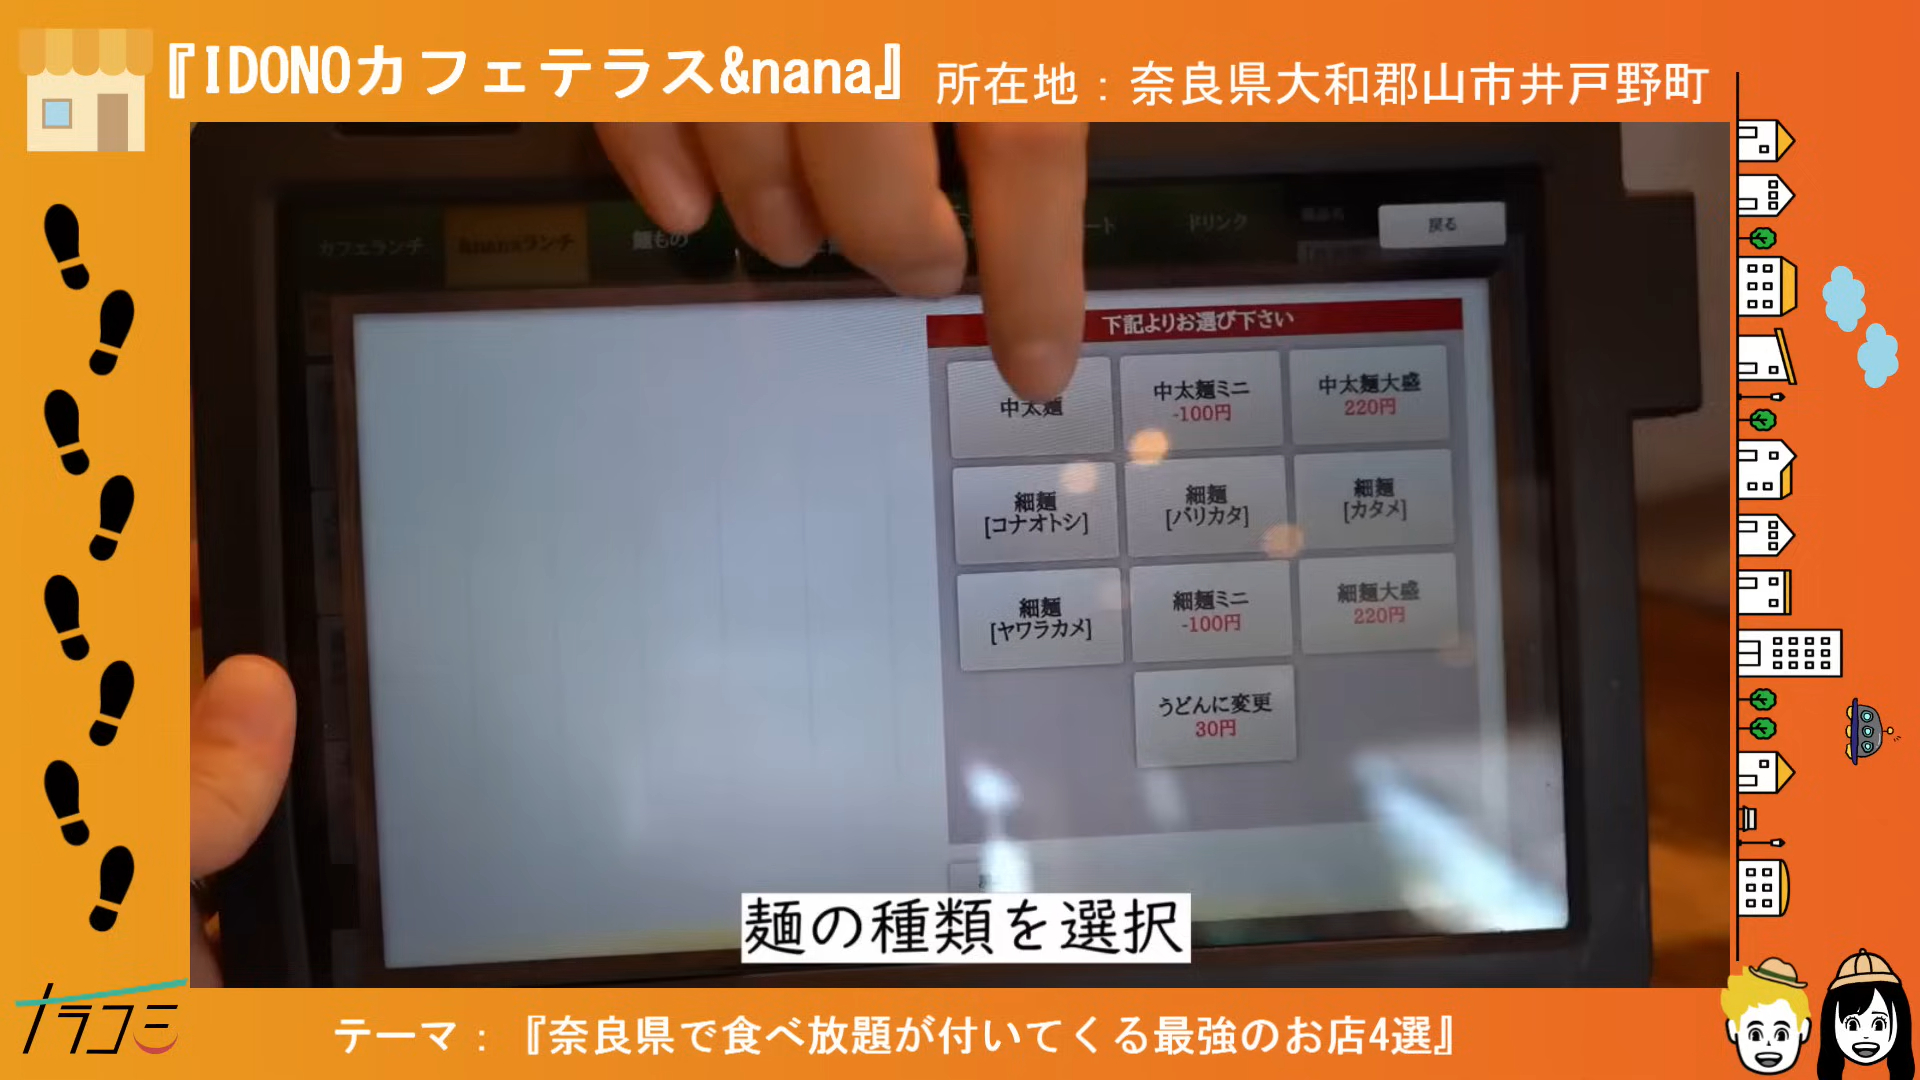 『IDONOカフェテラス&nana』
所在地：奈良県大和郡山市井戸野町
カフェランチ
&nanaランチ
麺もの
ドリンク
戻る
下記よりお選び下さい
中太麺
中太麺ミニ
-100円
中太麺大盛
220円
細麺
[コナオトシ]
細麺
[バリカタ]
細麺
[カタメ]
細麺
[ヤワラカメ]
細麺ミニ
-100円
細麺大盛
220円
うどんに変更
30円
麺の種類を選択
ナラコミ
テーマ：『奈良県で食べ放題が付いてくる最強のお店4選』